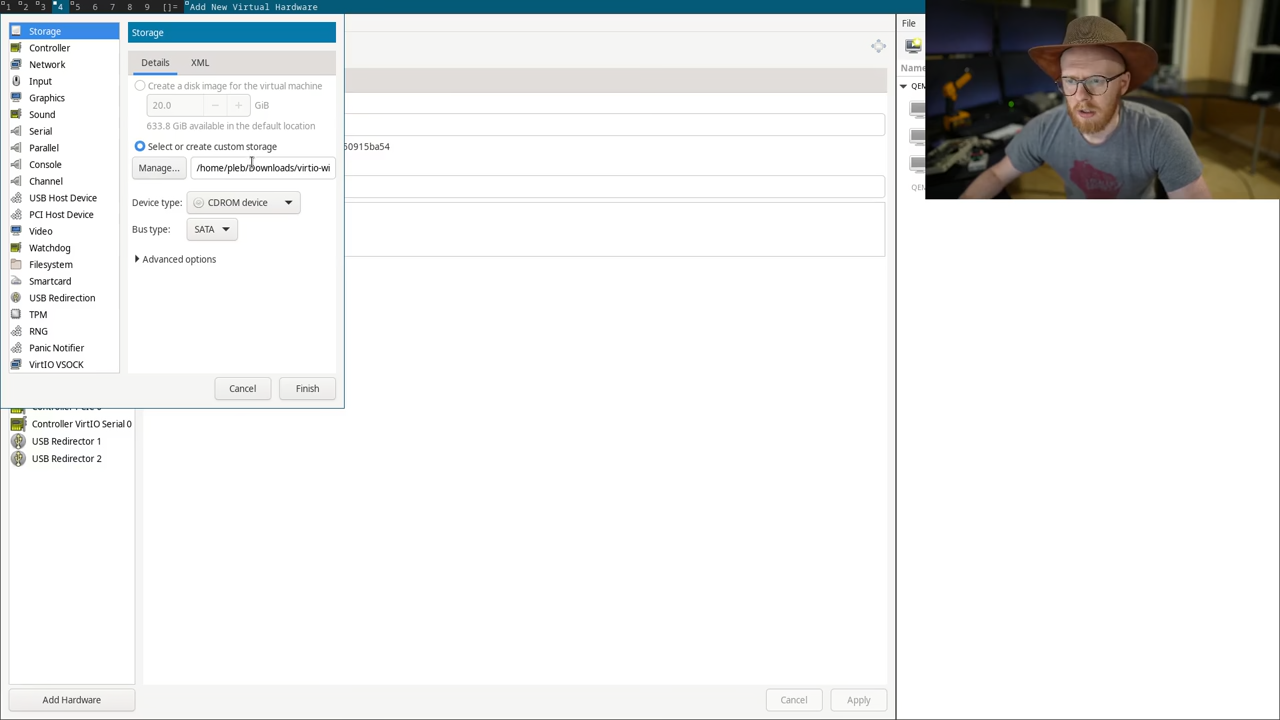 1 2 3 4 5 6 7 8 9 []= Add New Virtual Hardware
Storage
Controller
Network
Input
Graphics
Sound
Serial
Parallel
Console
Channel
USB Host Device
PCI Host Device
Video
Watchdog
Filesystem
Smartcard
USB Redirection
TPM
RNG
Panic Notifier
VirtIO VSOCK
Storage
Details XML
Create a disk image for the virtual machine
20.0 − + GiB
633.8 GiB available in the default location
Select or create custom storage
Manage... /home/pleb/Downloads/virtio-wi
Device type: CDROM device
Bus type: SATA
Advanced options
Cancel Finish
Controller VirtIO Serial 0
USB Redirector 1
USB Redirector 2
Add Hardware
50915ba54
Cancel Apply
File
Name
QEM
QEM